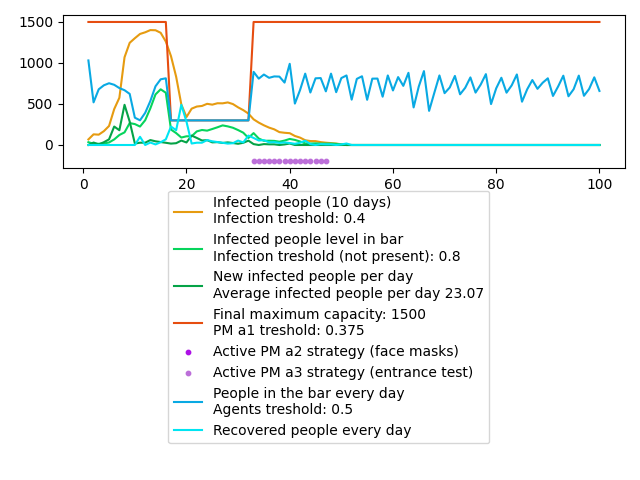 1500
1000
500
0
0 20 40 60 80 100
Infected people (10 days)
Infection treshold: 0.4
Infected people level in bar
Infection treshold (not present): 0.8
New infected people per day
Average infected people per day 23.07
Final maximum capacity: 1500
PM a1 treshold: 0.375
Active PM a2 strategy (face masks)
Active PM a3 strategy (entrance test)
People in the bar every day
Agents treshold: 0.5
Recovered people every day